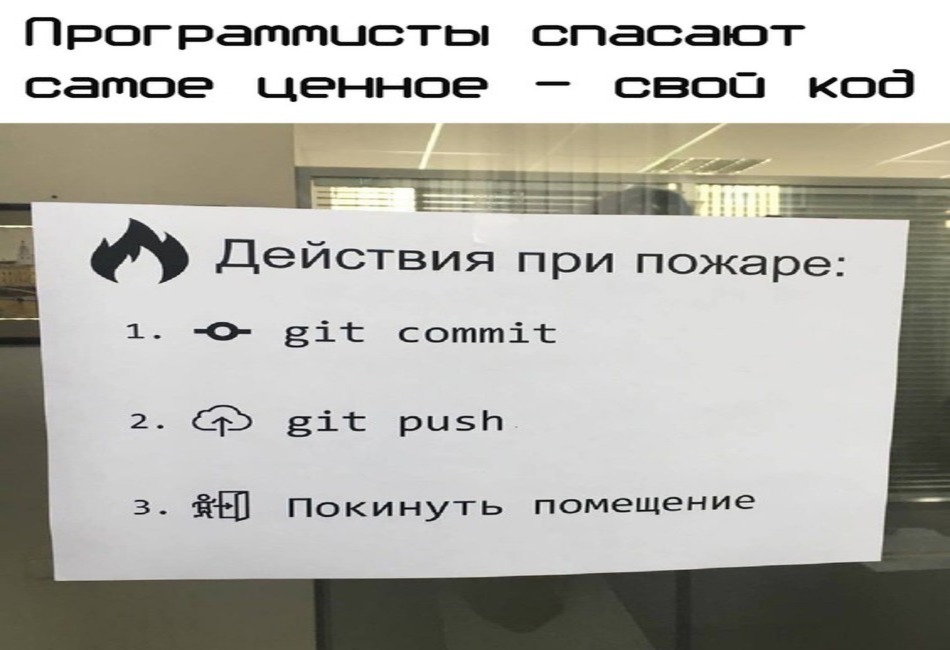 Программисты спасают
самое ценное - свой код
Действия при пожаре:
1. git commit
2. git push
3. Покинуть помещение